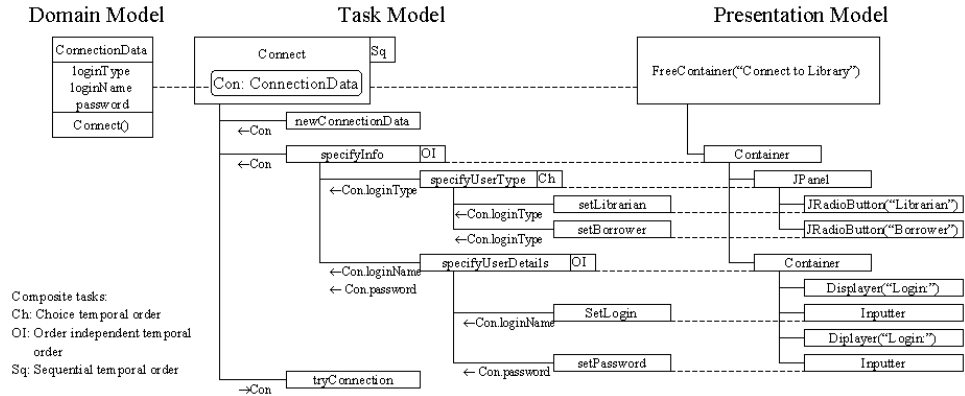 Domain Model
Task Model
Presentation Model
ConnectionData
loginType
loginName
password
Connect()
Connect
Sq
Con: ConnectionData
FreeContainer("Connect to Library")
←Con
newConnectionData
←Con
specifyInfo
OI
Container
←Con.loginType
specifyUserType
Ch
JPanel
←Con.loginType
setLibrarian
JRadioButton("Librarian")
←Con.loginType
setBorrower
JRadioButton("Borrower")
←Con.loginName
← Con.password
specifyUserDetails
OI
Container
Displayer("Login:")
←Con.loginName
SetLogin
Inputter
Diplayer("Login:")
← Con.password
setPassword
Inputter
→Con
tryConnection
Composite tasks:
Ch: Choice temporal order
OI: Order independent temporal
order
Sq: Sequential temporal order